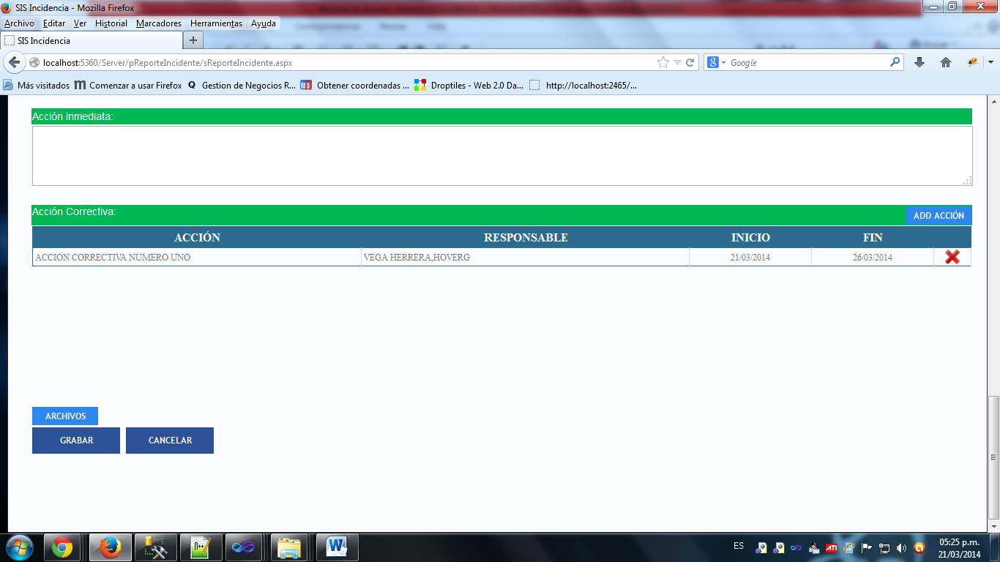 SIS Incidencia - Mozilla Firefox
Archivo Editar Ver Historial Marcadores Herramientas Ayuda
SIS Incidencia
localhost:5360/Server/pReporteIncidente/sReporteIncidente.aspx
Google
Más visitados Comenzar a usar Firefox Gestion de Negocios R... Obtener coordenadas ... Droptiles - Web 2.0 Da... http://localhost:2465/...
Acción Inmediata:
Acción Correctiva:
ADD ACCIÓN
ACCIÓN RESPONSABLE INICIO FIN
ACCION CORRECTIVA NUMERO UNO VEGA HERRERA,HOVERG 21/03/2014 26/03/2014
ARCHIVOS
GRABAR CANCELAR
ES
05:25 p.m.
21/03/2014